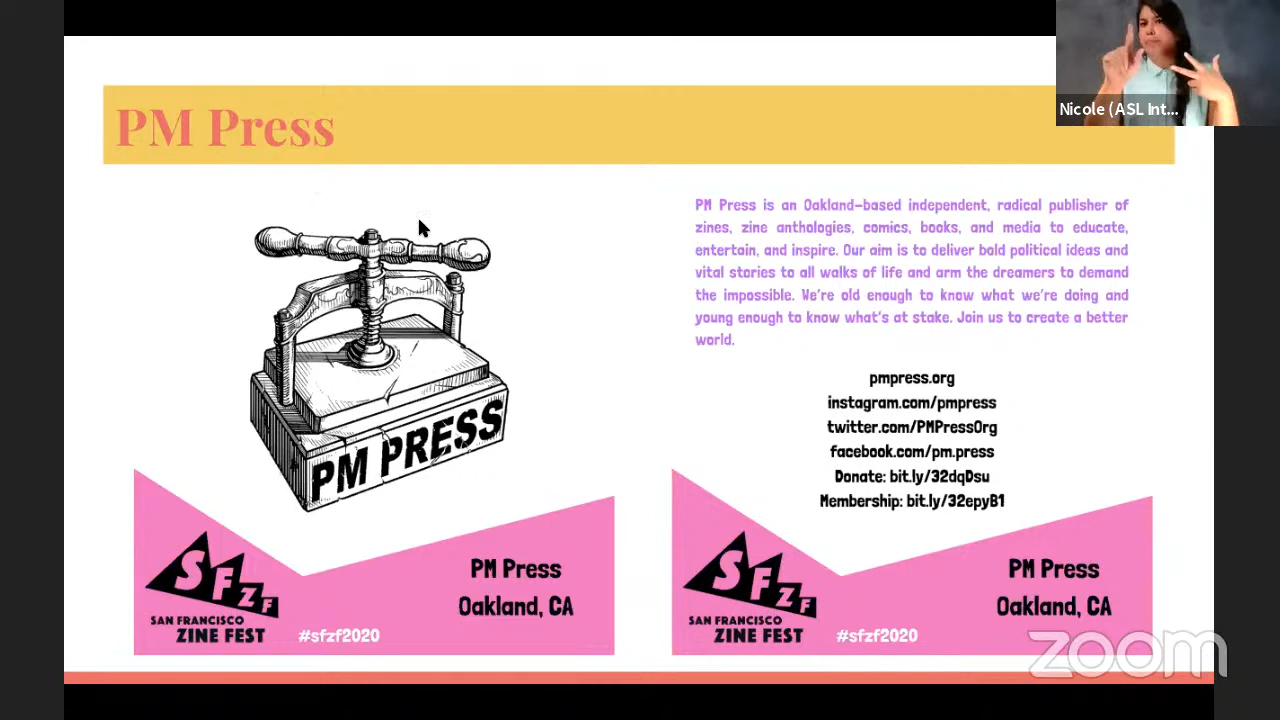 Nicole (ASL Int...
PM Press
PM Press is an Oakland-based independent, radical publisher of
zines, zine anthologies, comics, books, and media to educate,
entertain, and inspire. Our aim is to deliver bold political ideas and
vital stories to all walks of life and arm the dreamers to demand
the impossible. We're old enough to know what we're doing and
young enough to know what's at stake. Join us to create a better
world.
pmpress.org
instagram.com/pmpress
twitter.com/PMPressOrg
facebook.com/pm.press
Donate: bit.ly/32dqDsu
Membership: bit.ly/32epyB1
PM PRESS
SFZF
SAN FRANCISCO
ZINE FEST
#sfzf2020
PM Press
Oakland, CA
SFZF
SAN FRANCISCO
ZINE FEST
#sfzf2020
PM Press
Oakland, CA
zoom